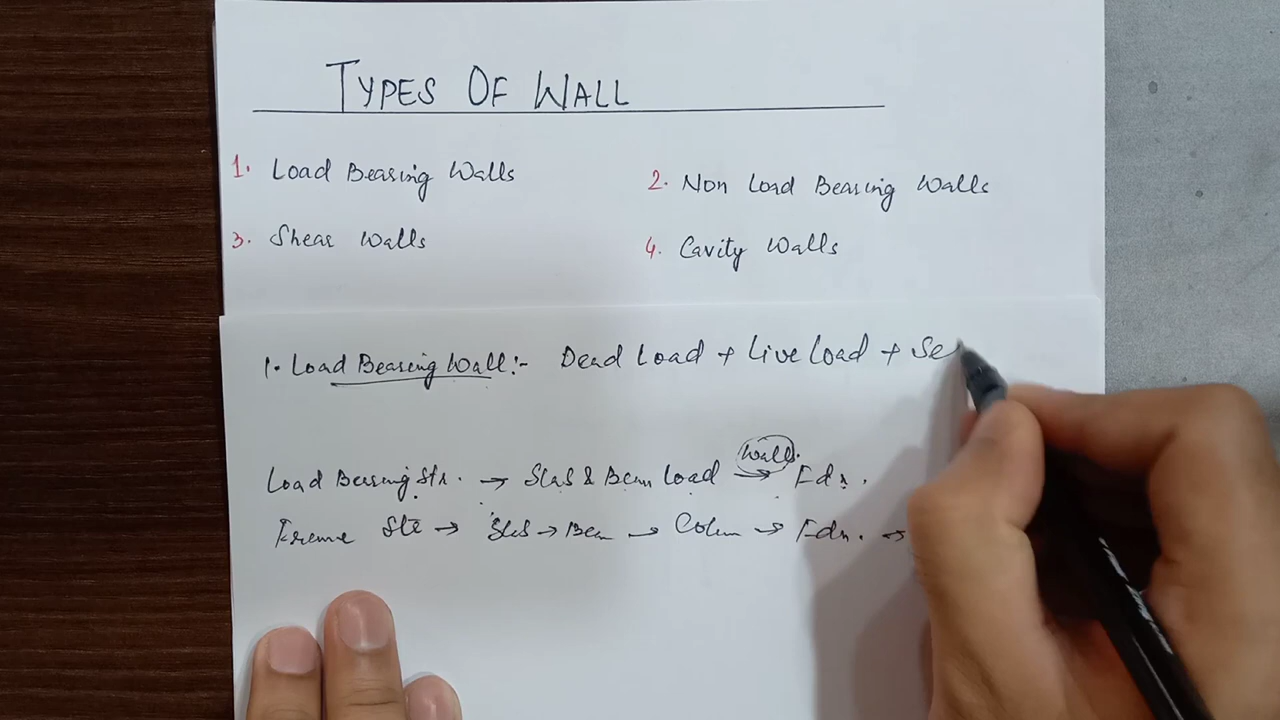 TYPES OF WALL
1. Load Bearing Walls
2. Non Load Bearing Walls
3. Shear Walls
4. Cavity Walls
1. Load Bearing Wall:- Dead Load + Live Load + Se
Wall.
Load Bearing Str. → Slab & Beam Load → Fdn.
Frame Str → Slab → Beam → Colum → Fdn. →